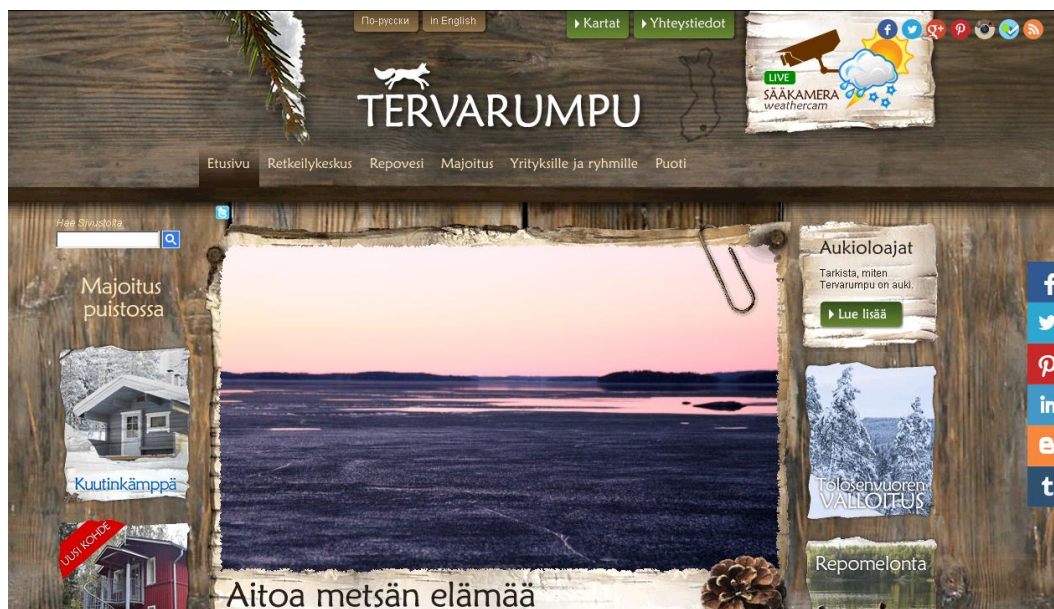 По-русски
in English
Kartat
Yhteystiedot
LIVE
SÄÄKAMERA
weathercam
TERVARUMPU
Etusivu
Retkeilykeskus
Repovesi
Majoitus
Yrityksille ja ryhmille
Puoti
Hae Sivustolta:
Majoitus
puistossa
Kuutinkämppä
UUSI KOHDE
Aitoa metsän elämää
Aukioloajat
Tarkista, miten
Tervarumpu on auki.
Lue lisää
Tolosenvuoren
VALLOITUS
Repomelonta